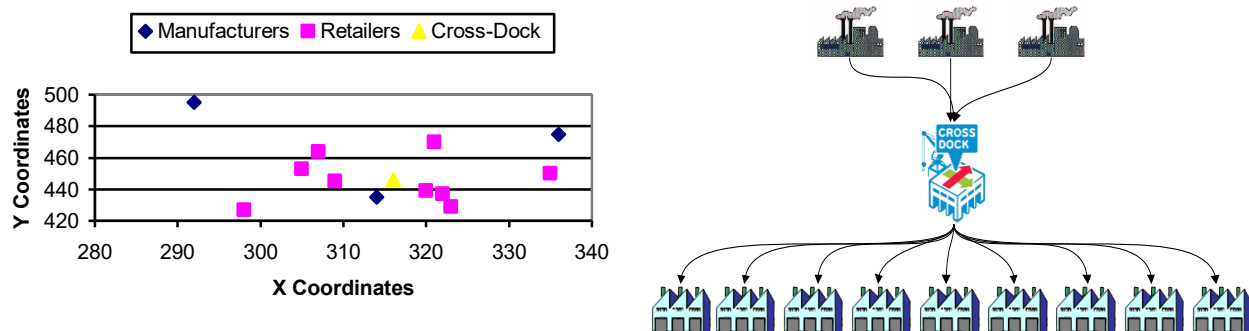 Manufacturers Retailers Cross-Dock
Y Coordinates
500
480
460
440
420
280 290 300 310 320 330 340
X Coordinates
CROSS
DOCK